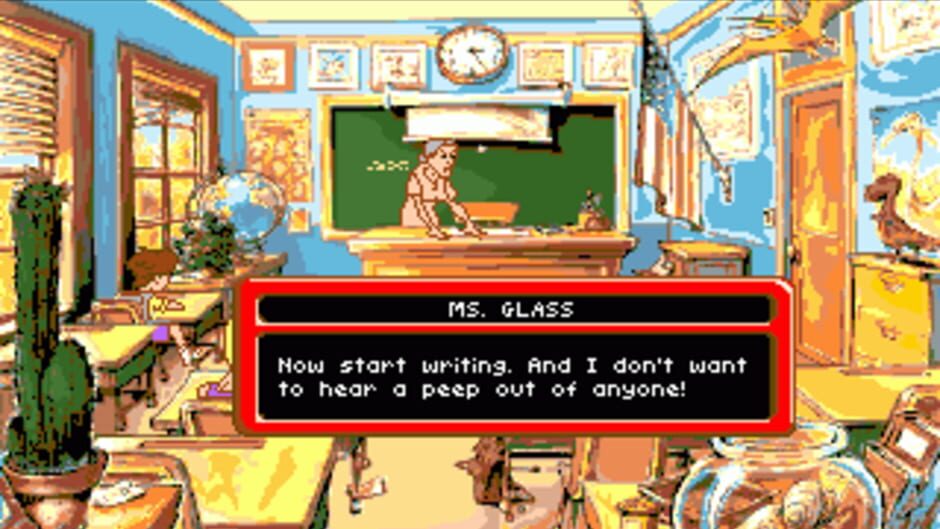 MS. GLASS
Now start writing. And I don't want
to hear a peep out of anyone!